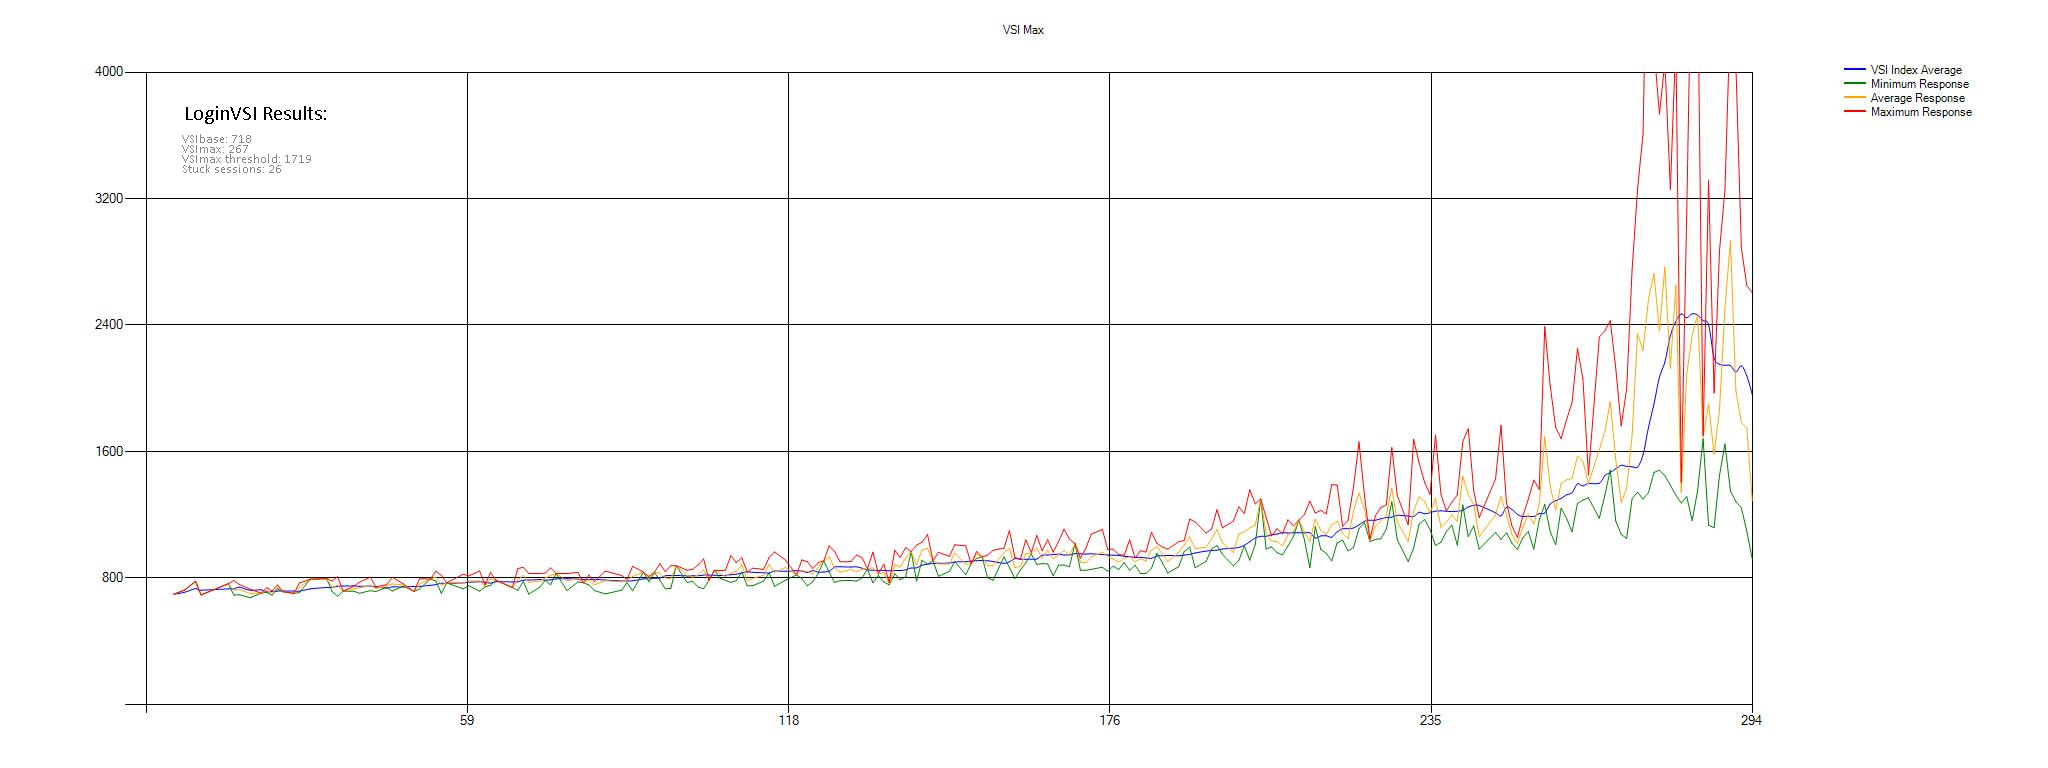 VSI Max
4000
3200
2400
1600
800
59
118
176
235
294
LoginVSI Results:
VSIbase: 718
VSImax: 267
VSImax threshold: 1719
Stuck sessions: 26
VSI Index Average
Minimum Response
Average Response
Maximum Response